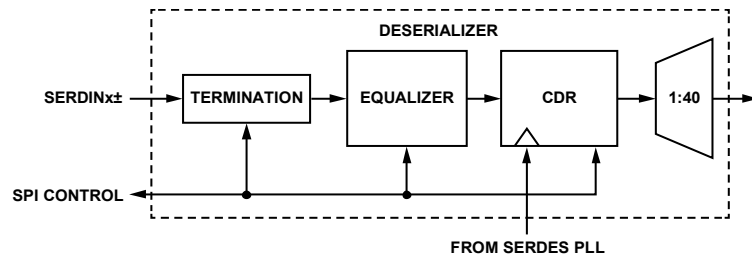 DESERIALIZER
SERDINx±
TERMINATION
EQUALIZER
CDR
1:40
SPI CONTROL
FROM SERDES PLL